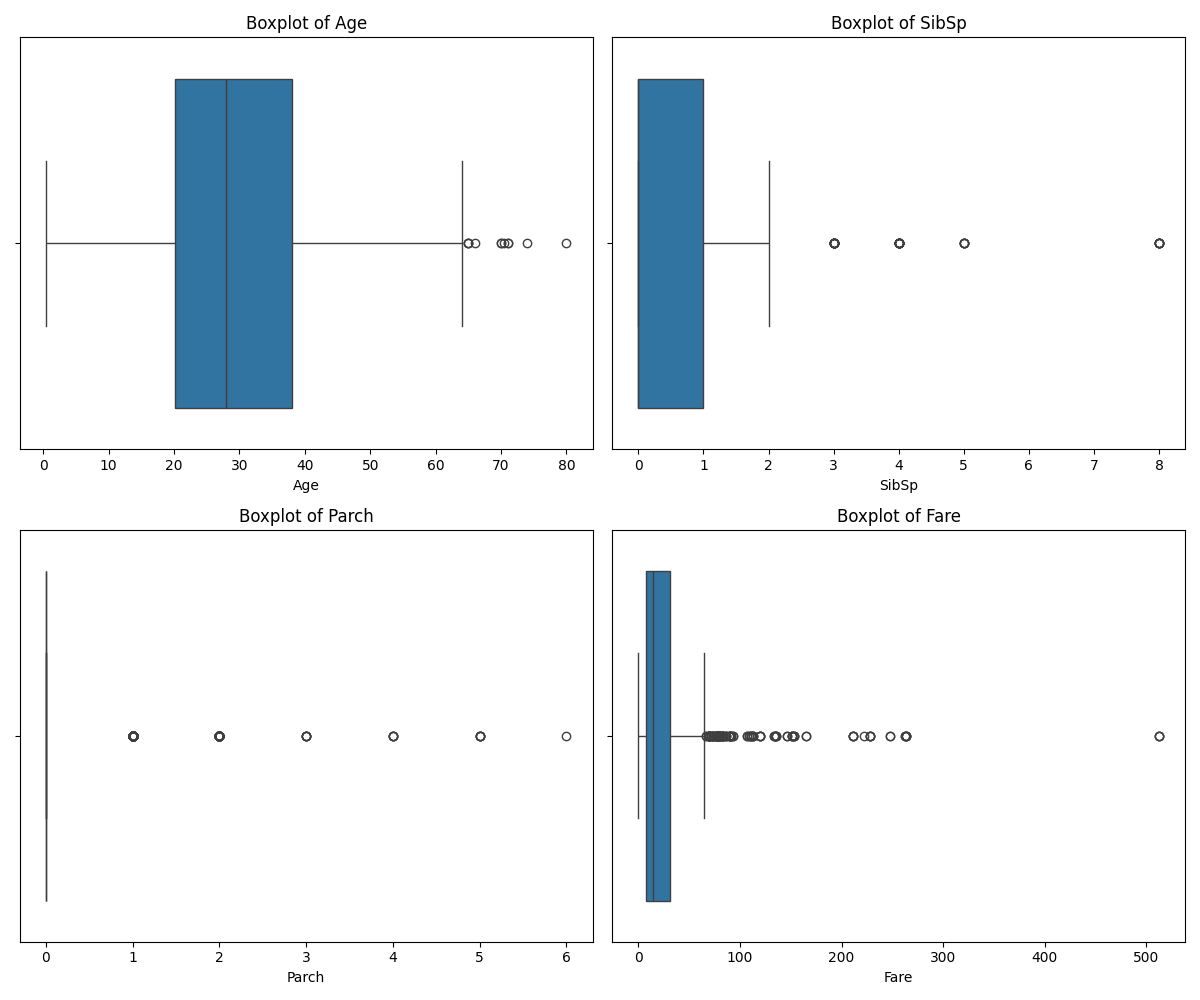 Boxplot of Age
0 10 20 30 40 50 60 70 80
Age
Boxplot of SibSp
0 1 2 3 4 5 6 7 8
SibSp
Boxplot of Parch
0 1 2 3 4 5 6
Parch
Boxplot of Fare
0 100 200 300 400 500
Fare